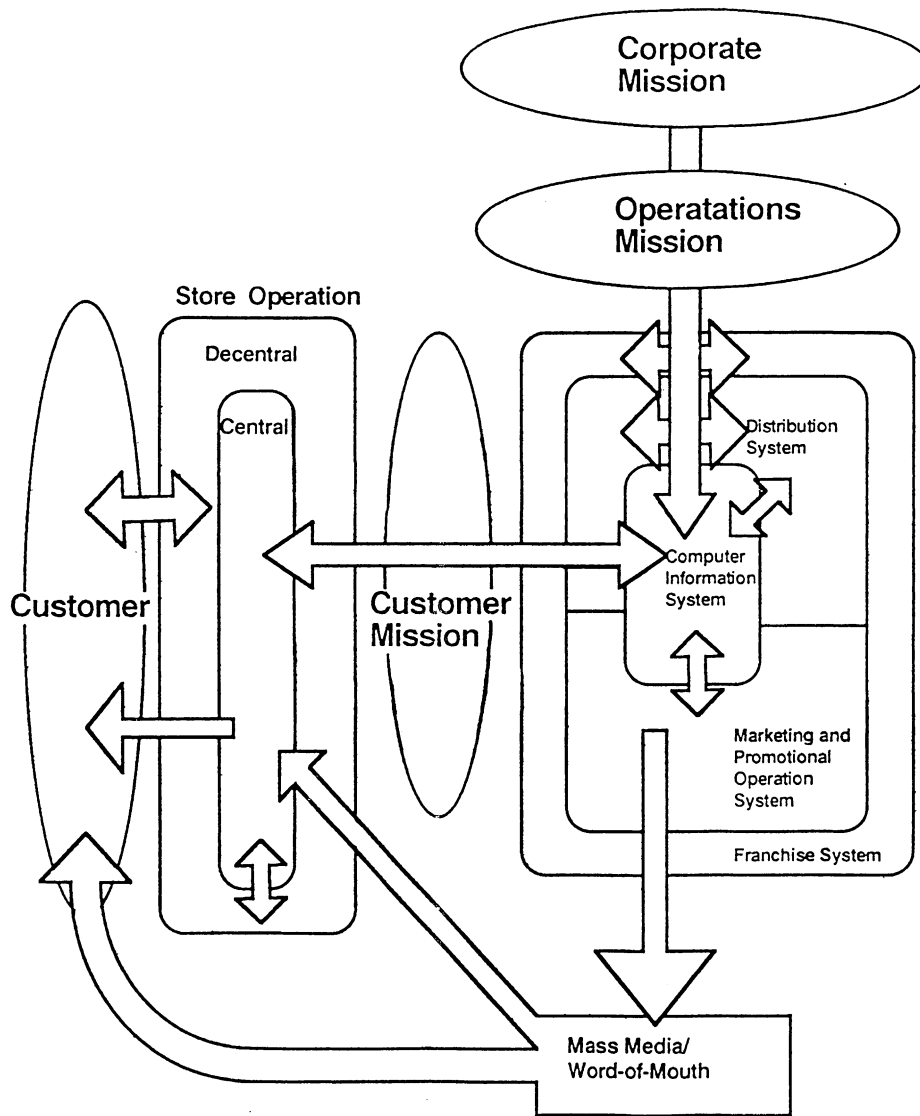 Corporate
Mission
Operatations
Mission
Store Operation
Decentral
Central
Customer
Customer
Mission
Distribution
System
Computer
Information
System
Marketing and
Promotional
Operation
System
Franchise System
Mass Media/
Word-of-Mouth